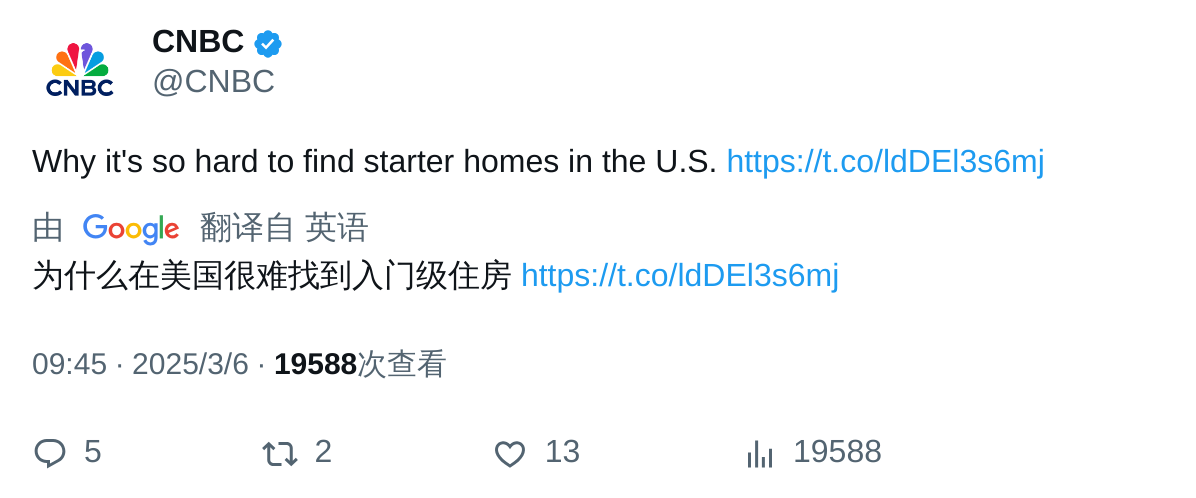 CNBC
CNBC
@CNBC
Why it's so hard to find starter homes in the U.S. https://t.co/ldDEl3s6mj
由 Google 翻译自 英语
为什么在美国很难找到入门级住房 https://t.co/ldDEl3s6mj
09:45 · 2025/3/6 · 19588次查看
5 2 13 19588